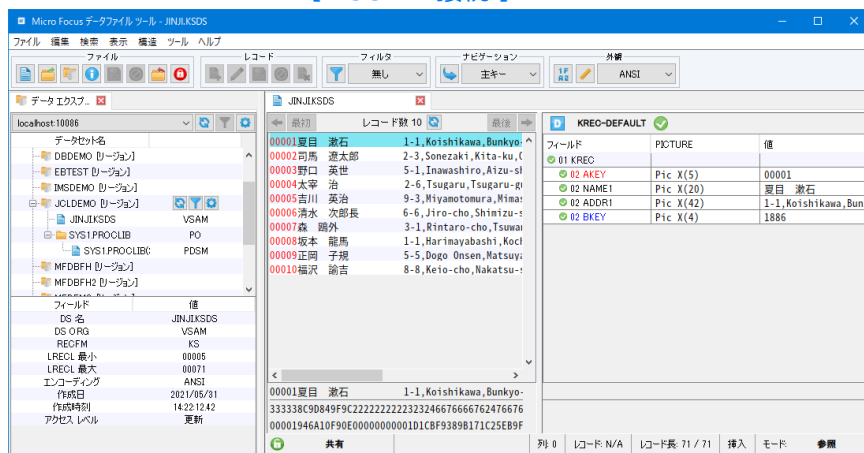 Micro Focus データファイル ツール - JINJI.KSDS
ファイル 編集 検索 表示 構造 ツール ヘルプ
ファイル レコード フィルタ ナビゲーション 外観
無し 主キー ANSI
データ エクスプ.. JINJI.KSDS
localhost:10086
最初 レコード数 10 最後
KREC-DEFAULT
データセット名
DBDEMO [リージョン]
EBTEST [リージョン]
IMSDEMO [リージョン]
JCLDEMO [リージョン]
JINJI.KSDS VSAM
SYS1.PROCLIB PO
SYS1.PROCLIB(: PDSM
MFDBFH [リージョン]
MFDBFH2 [リージョン]
00001夏目 漱石 1-1,Koishikawa,Bunkyo-
00002司馬 遼太郎 2-3,Sonezaki,Kita-ku,
00003野口 英世 5-1,Inawashiro,Aizu-
00004太宰 治 2-6,Tsugaru,Tsugaru-
00005吉川 英治 9-3,Miyamotomura,Mima
00006清水 次郎長 6-6,Jiro-cho,Shimizu-
00007森 鴎外 3-1,Rintaro-cho,Tsuwa
00008坂本 龍馬 1-1,Harimayabashi,Koc
00009正岡 子規 5-5,Dogo Onsen,Matsuy
00010福沢 諭吉 8-8,Keio-cho,Nakatsu-
フィールド PICTURE 値
01 KREC
02 AKEY Pic X(5) 00001
02 NAME1 Pic X(20) 夏目 漱石
02 ADDR1 Pic X(42) 1-1,Koishikawa,Bun
02 BKEY Pic X(4) 1886
フィールド 値
DS 名 JINJI.KSDS
DS ORG VSAM
RECFM KS
LRECL 最小 00005
LRECL 最大 00071
エンコーディング ANSI
作成日 2021/05/31
作成時刻 14:22:12.42
アクセス レベル 更新
00001夏目 漱石 1-1,Koishikawa,Bunkyo-
共有 列: 0 レコード: N/A レコード長: 71 / 71 挿入 モード: 参照